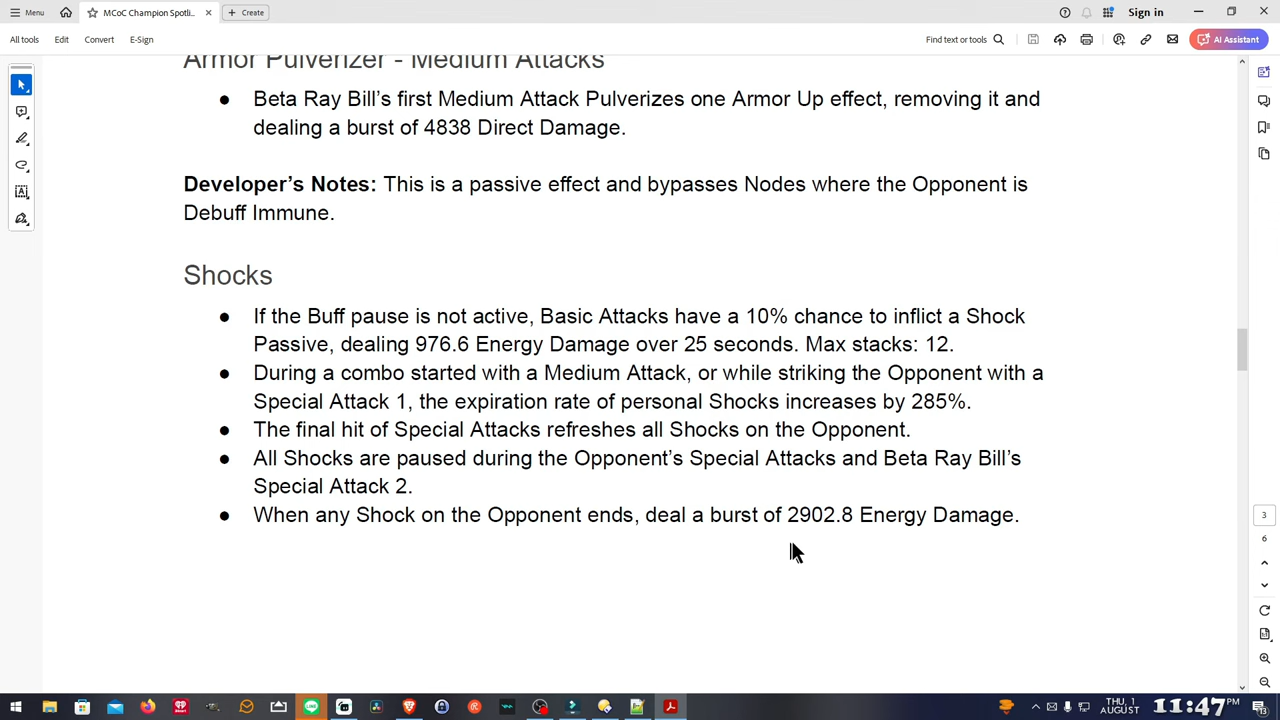 Menu
MCoC Champion Spotli...
Create
Sign in
All tools
Edit
Convert
E-Sign
Find text or tools
AI Assistant
Armor Pulverizer - Medium Attacks
● Beta Ray Bill’s first Medium Attack Pulverizes one Armor Up effect, removing it and
dealing a burst of 4838 Direct Damage.
Developer’s Notes: This is a passive effect and bypasses Nodes where the Opponent is
Debuff Immune.
Shocks
● If the Buff pause is not active, Basic Attacks have a 10% chance to inflict a Shock
Passive, dealing 976.6 Energy Damage over 25 seconds. Max stacks: 12.
● During a combo started with a Medium Attack, or while striking the Opponent with a
Special Attack 1, the expiration rate of personal Shocks increases by 285%.
● The final hit of Special Attacks refreshes all Shocks on the Opponent.
● All Shocks are paused during the Opponent’s Special Attacks and Beta Ray Bill’s
Special Attack 2.
● When any Shock on the Opponent ends, deal a burst of 2902.8 Energy Damage.
3
6
THU, 1
AUGUST
11:47PM